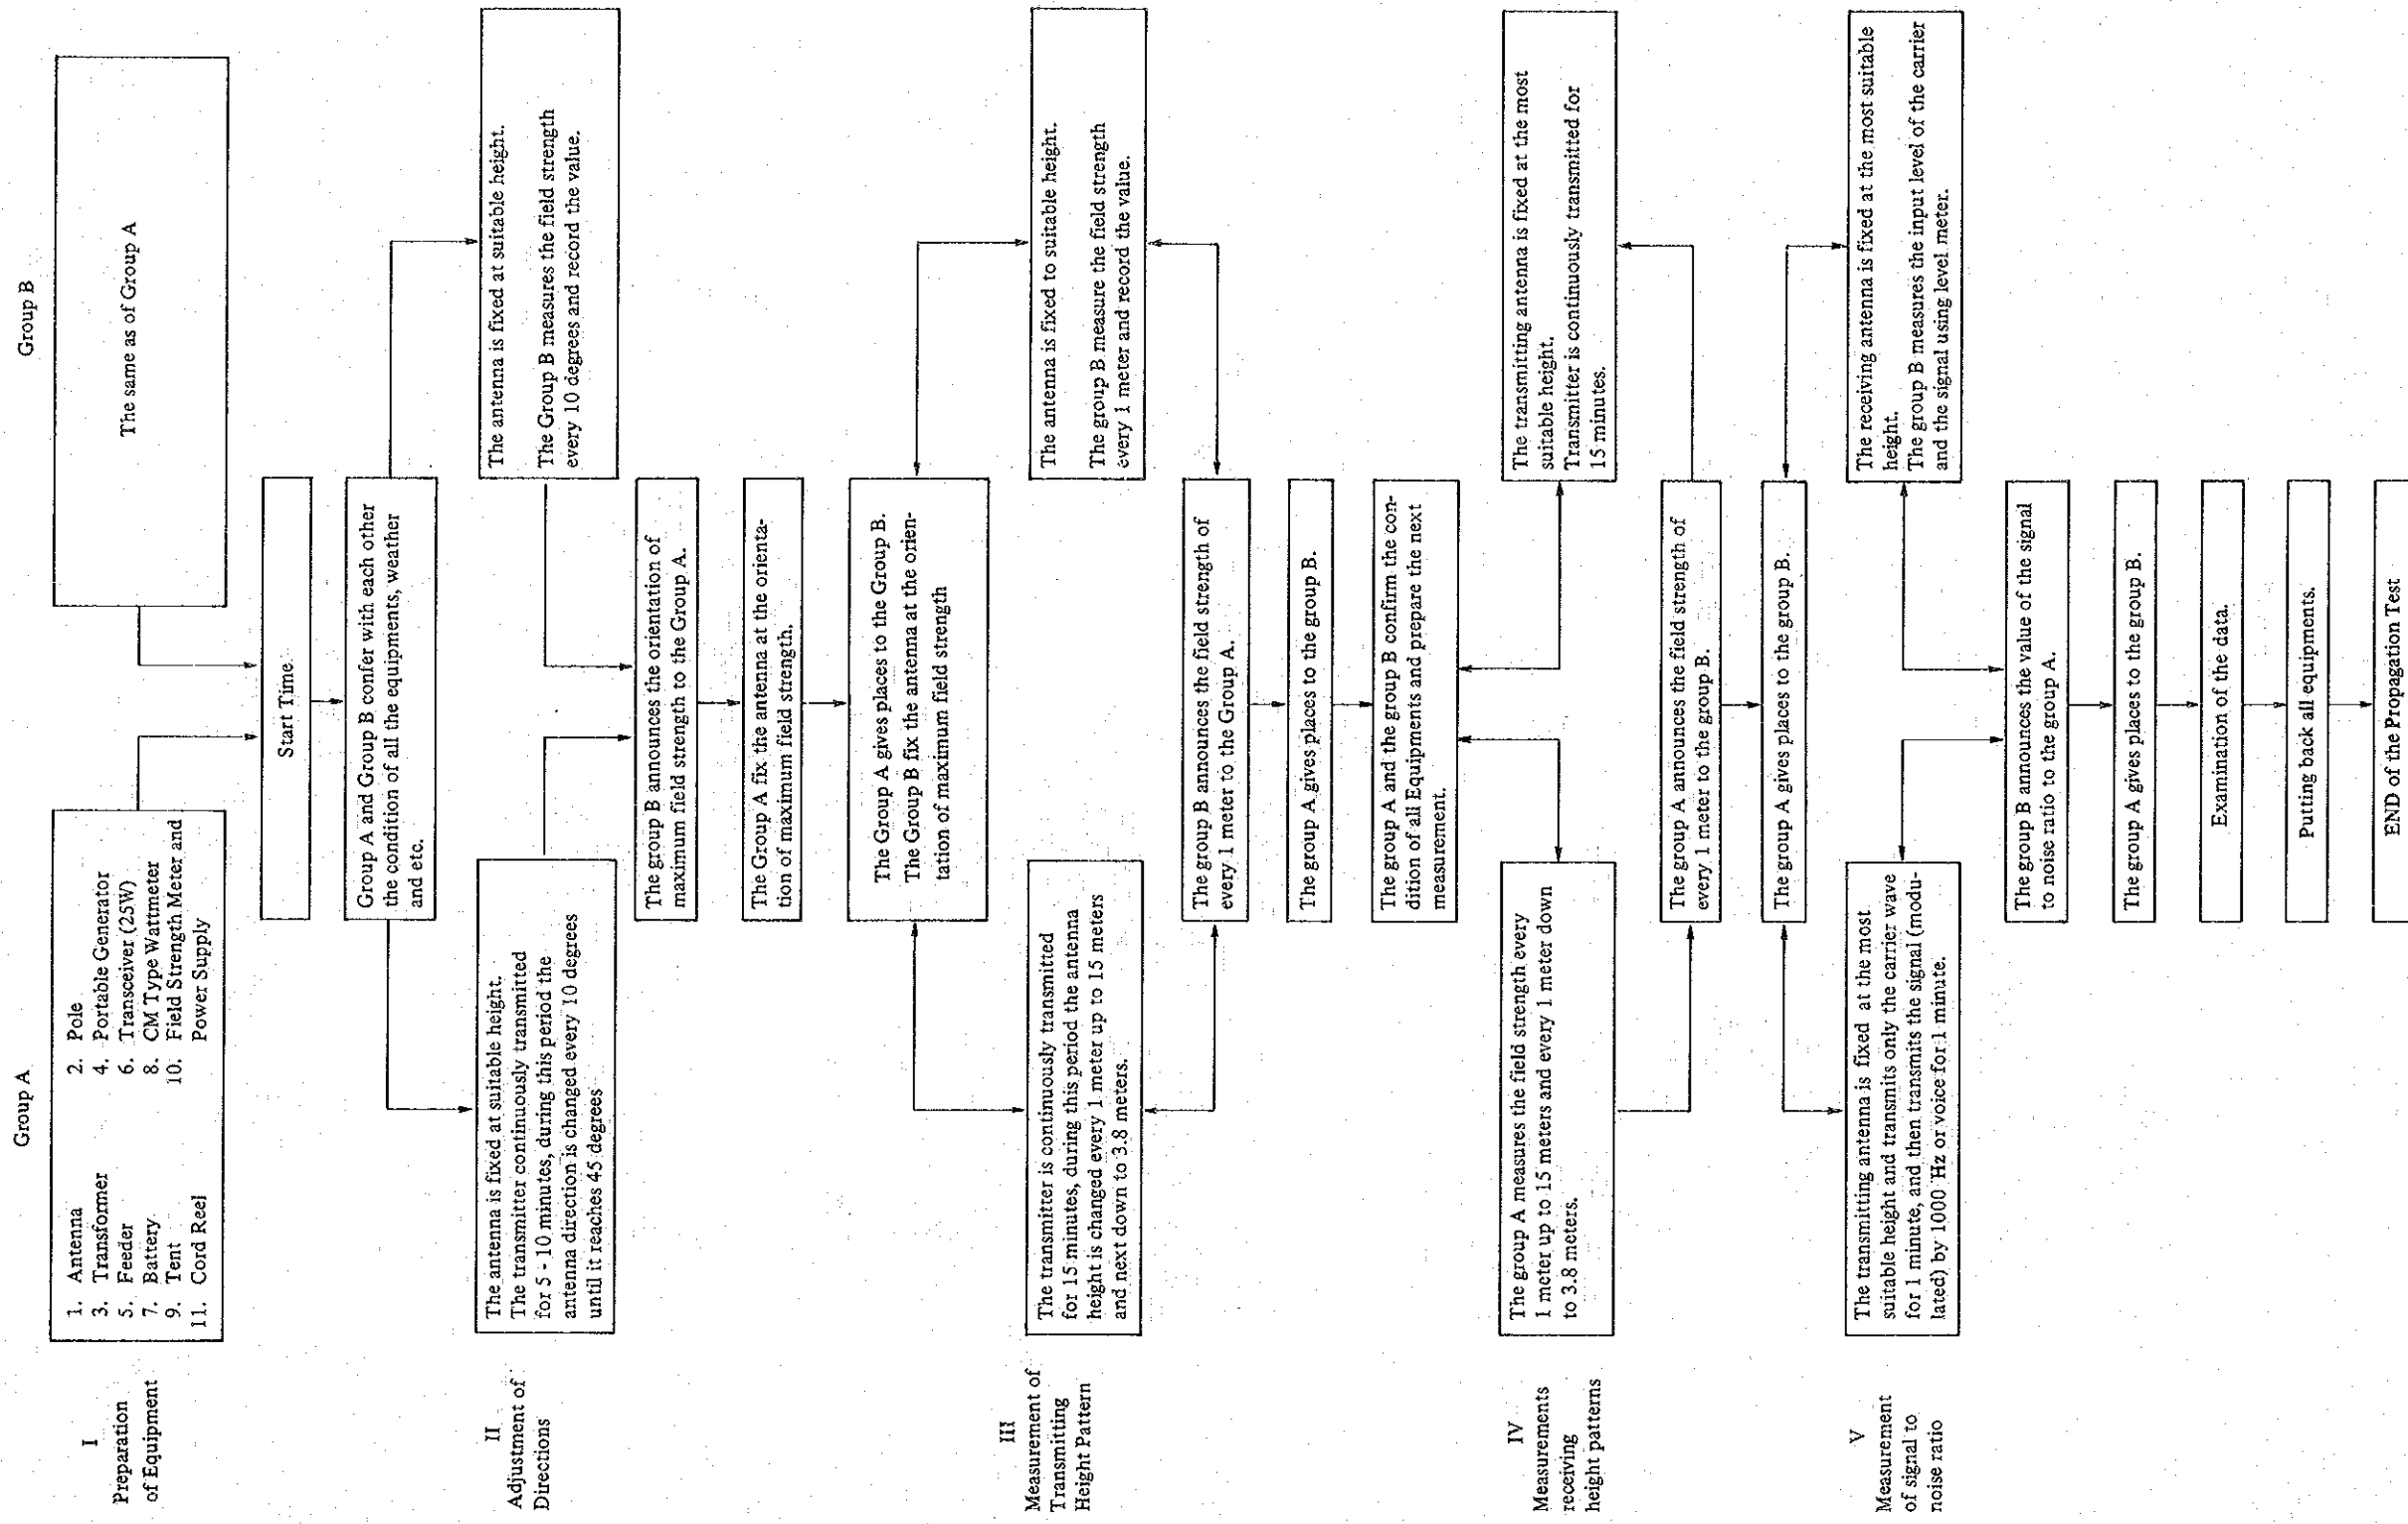 Group A
Group B
I
Preparation
of Equipment
1. Antenna
2. Pole
3. Transformer
4. Portable Generator
5. Feeder
6. Transceiver (25W)
7. Battery
8. CM Type Wattmeter
9. Tent
10. Field Strength Meter and
Power Supply
11. Cord Reel
The same as of Group A
Start Time
Group A and Group B confer with each other
the condition of all the equipments, weather
and etc.
II
Adjustment of
Directions
The antenna is fixed at suitable height.
The transmitter continuously transmitted
for 5 - 10 minutes, during this period the
antenna direction is changed every 10 degrees
until it reaches 45 degrees
The antenna is fixed at suitable height.
The Group B measures the field strength
every 10 degrees and record the value.
The group B announces the orientation of
maximum field strength to the Group A.
The Group A fix the antenna at the orienta-
tion of maximum field strength.
The Group A gives places to the Group B.
The Group B fix the antenna at the orien-
tation of maximum field strength
III
Measurement of
Transmitting
Height Pattern
The transmitter is continuously transmitted
for 15 minutes, during this period the antenna
height is changed every 1 meter up to 15 meters
and next down to 3.8 meters.
The antenna is fixed to suitable height.
The group B measure the field strength
every 1 meter and record the value.
The group B announces the field strength of
every 1 meter to the Group A.
The group A gives places to the group B.
The group A and the group B confirm the con-
dition of all Equipments and prepare the next
measurement.
IV
Measurements
receiving
height patterns
The group A measures the field strength every
1 meter up to 15 meters and every 1 meter down
to 3.8 meters.
The transmitting antenna is fixed at the most
suitable height.
Transmitter is continuously transmitted for
15 minutes.
The group A announces the field strength of
every 1 meter to the group B.
The group A gives places to the group B.
V
Measurement
of signal to
noise ratio
The transmitting antenna is fixed at the most
suitable height and transmits only the carrier wave
for 1 minute, and then transmits the signal (modu-
lated) by 1000 Hz or voice for 1 minute.
The receiving antenna is fixed at the most suitable
height.
The group B measures the input level of the carrier
and the signal using level meter.
The group B announces the value of the signal
to noise ratio to the group A.
The group A gives places to the group B.
Examination of the data.
Putting back all equipments.
END of the Propagation Test